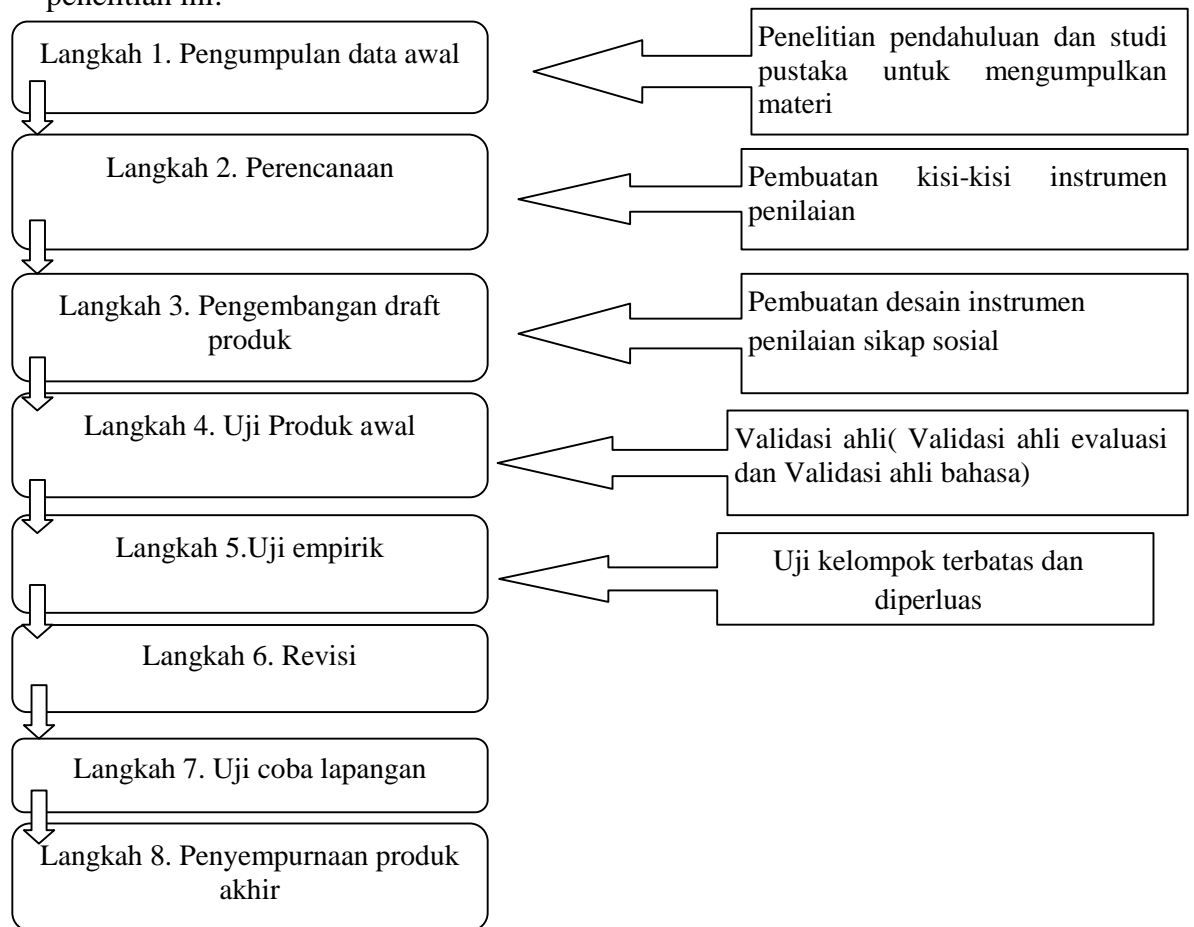 penelitian ini:
Langkah 1. Pengumpulan data awal
Penelitian pendahuluan dan studi
pustaka untuk mengumpulkan
materi
Langkah 2. Perencanaan
Pembuatan kisi-kisi instrumen
penilaian
Langkah 3. Pengembangan draft
produk
Pembuatan desain instrumen
penilaian sikap sosial
Langkah 4. Uji Produk awal
Validasi ahli( Validasi ahli evaluasi
dan Validasi ahli bahasa)
Langkah 5.Uji empirik
Uji kelompok terbatas dan
diperluas
Langkah 6. Revisi
Langkah 7. Uji coba lapangan
Langkah 8. Penyempurnaan produk
akhir